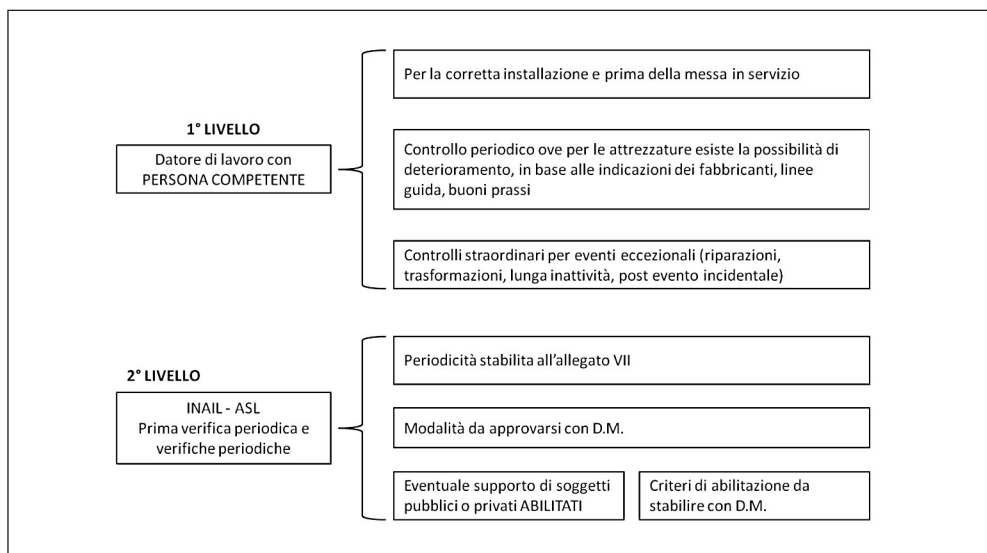 1° LIVELLO
Datore di lavoro con
PERSONA COMPETENTE
Per la corretta installazione e prima della messa in servizio
Controllo periodico ove per le attrezzature esiste la possibilità di
deterioramento, in base alle indicazioni dei fabbricanti, linee
guida, buoni prassi
Controlli straordinari per eventi eccezionali (riparazioni,
trasformazioni, lunga inattività, post evento incidentale)
2° LIVELLO
INAIL - ASL
Prima verifica periodica e
verifiche periodiche
Periodicità stabilita all’allegato VII
Modalità da approvarsi con D.M.
Eventuale supporto di soggetti
pubblici o privati ABILITATI
Criteri di abilitazione da
stabilire con D.M.